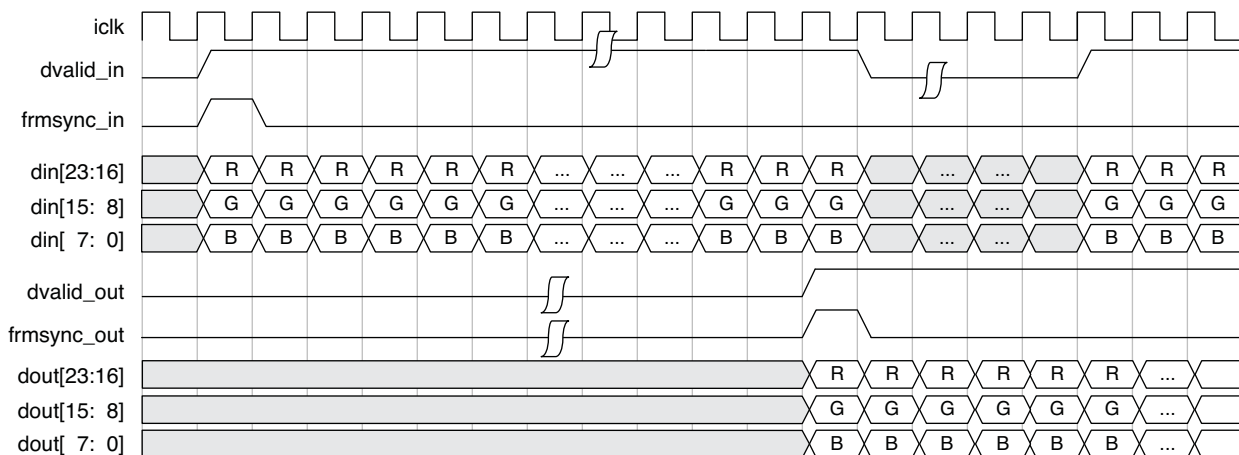 iclk
dvalid_in
frmsync_in
din[23:16] R R R R R R ... ... ... R R R ... ... R R R
din[15: 8] G G G G G G ... ... ... G G G ... ... G G G
din[ 7: 0] B B B B B B ... ... ... B B B ... ... B B B
dvalid_out
frmsync_out
dout[23:16] R R R R R R ...
dout[15: 8] G G G G G G ...
dout[ 7: 0] B B B B B B ...